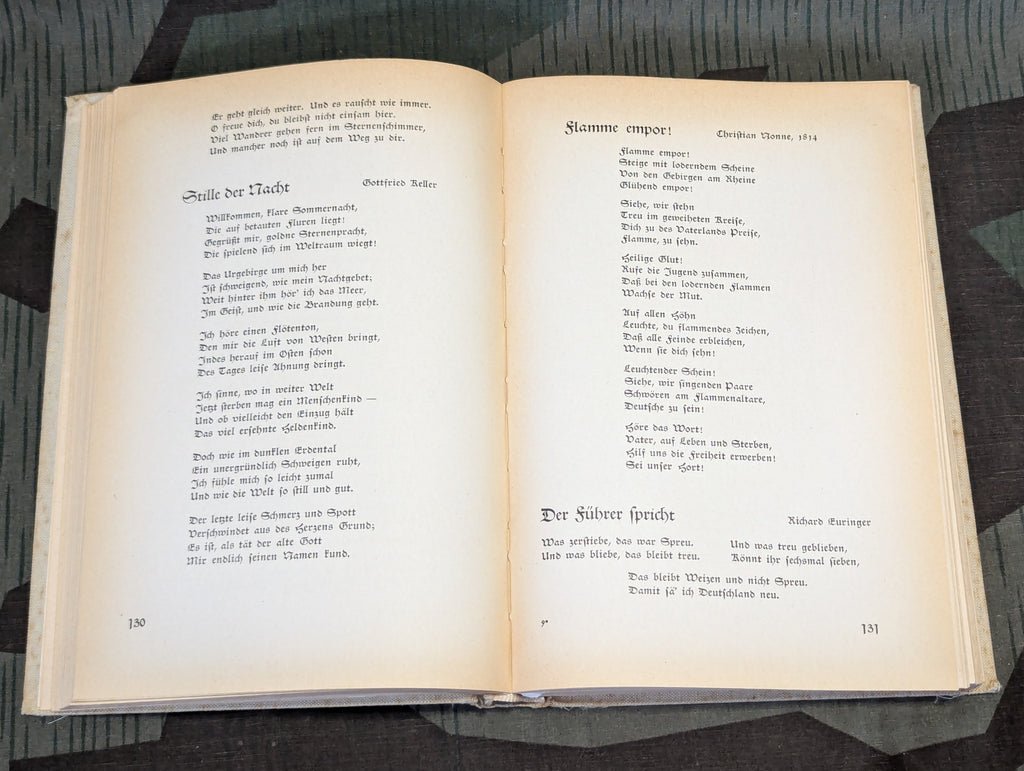 Er geht gleich weiter. Und es rauscht wie immer.
O freue dich, du bleibst nicht einsam hier.
Viel Wandrer gehen fern im Sternenschimmer,
Und mancher noch ist auf dem Weg zu dir.
Stille der Nacht
Gottfried Keller
Willkommen, klare Sommernacht,
Die auf betauten Fluren liegt!
Gegrüßt mir, goldne Sternenpracht,
Die spielend sich im Weltraum wiegt!
Das Urgebirge um mich her
Ist schweigend, wie mein Nachtgebet;
Weit hinter ihm hör' ich das Meer,
Im Geist, und wie die Brandung geht.
Ich höre einen Flötenton,
Den mir die Luft von Westen bringt,
Indes herauf im Osten schon
Des Tages leise Ahnung dringt.
Ich sinne, wo in weiter Welt
Jetzt sterben mag ein Menschenkind —
Und ob vielleicht den Einzug hält
Das viel ersehnte Heldenkind.
Doch wie im dunklen Erdental
Ein unergründlich Schweigen ruht,
Ich fühle mich so leicht zumal
Und wie die Welt so still und gut.
Der letzte leise Schmerz und Spott
Verschwindet aus des Herzens Grund;
Es ist, als tät der alte Gott
Mir endlich seinen Namen kund.
130
Flamme empor!
Christian Nonne, 1814
Flamme empor!
Steige mit loderndem Scheine
Von den Gebirgen am Rheine
Glühend empor!
Siehe, wir stehn
Treu im geweiheten Kreise,
Dich zu des Vaterlands Preise,
Flamme, zu sehn.
Heilige Glut!
Rufe die Jugend zusammen,
Daß bei den lodernden Flammen
Wachse der Mut.
Auf allen Höhn
Leuchte, du flammendes Zeichen,
Daß alle Feinde erbleichen,
Wenn sie dich sehn!
Leuchtender Schein!
Siehe, wir singenden Paare
Schwören am Flammenaltare,
Deutsche zu sein!
Höre das Wort!
Vater, auf Leben und Sterben,
Hilf uns die Freiheit erwerben!
Sei unser Hort!
Der Führer spricht
Richard Euringer
Was zerstiebe, das war Spreu.
Und was bliebe, das bleibt treu.
Und was treu geblieben,
Könnt ihr sechsmal sieben,
Das bleibt Weizen und nicht Spreu.
Damit sä' ich Deutschland neu.
9*
131